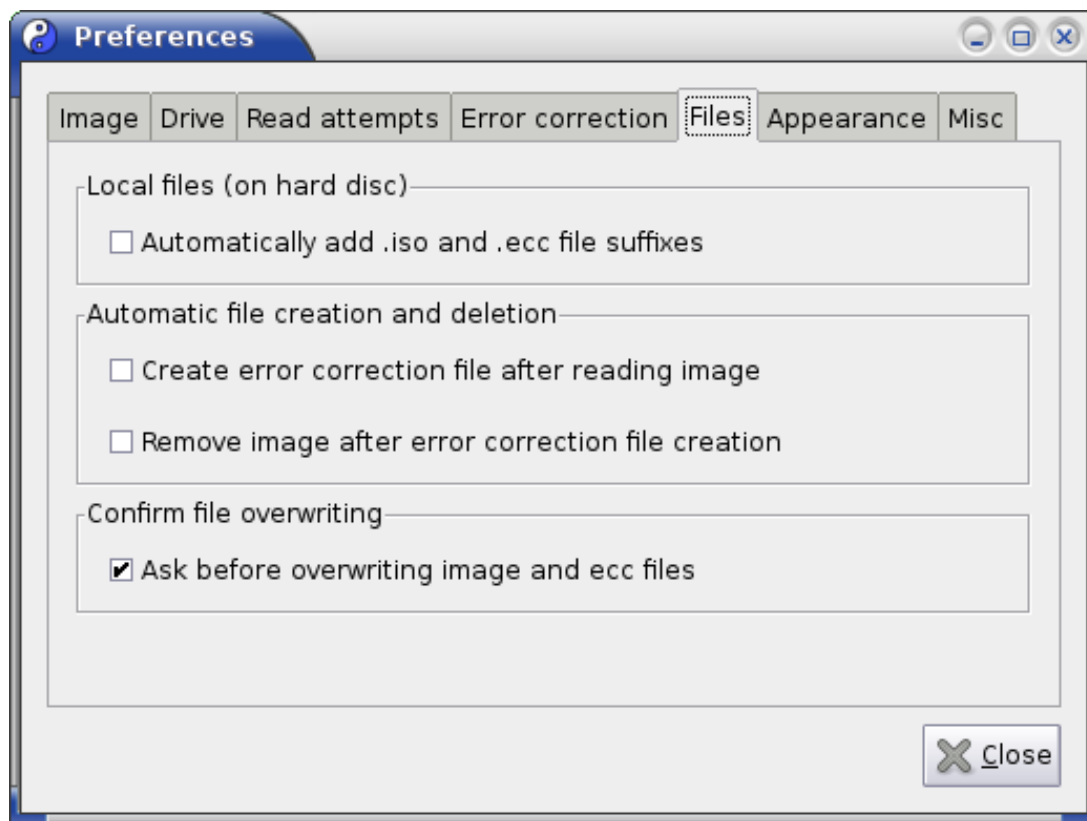 Preferences
Image Drive Read attempts Error correction Files Appearance Misc
Local files (on hard disc)
Automatically add .iso and .ecc file suffixes
Automatic file creation and deletion
Create error correction file after reading image
Remove image after error correction file creation
Confirm file overwriting
Ask before overwriting image and ecc files
Close